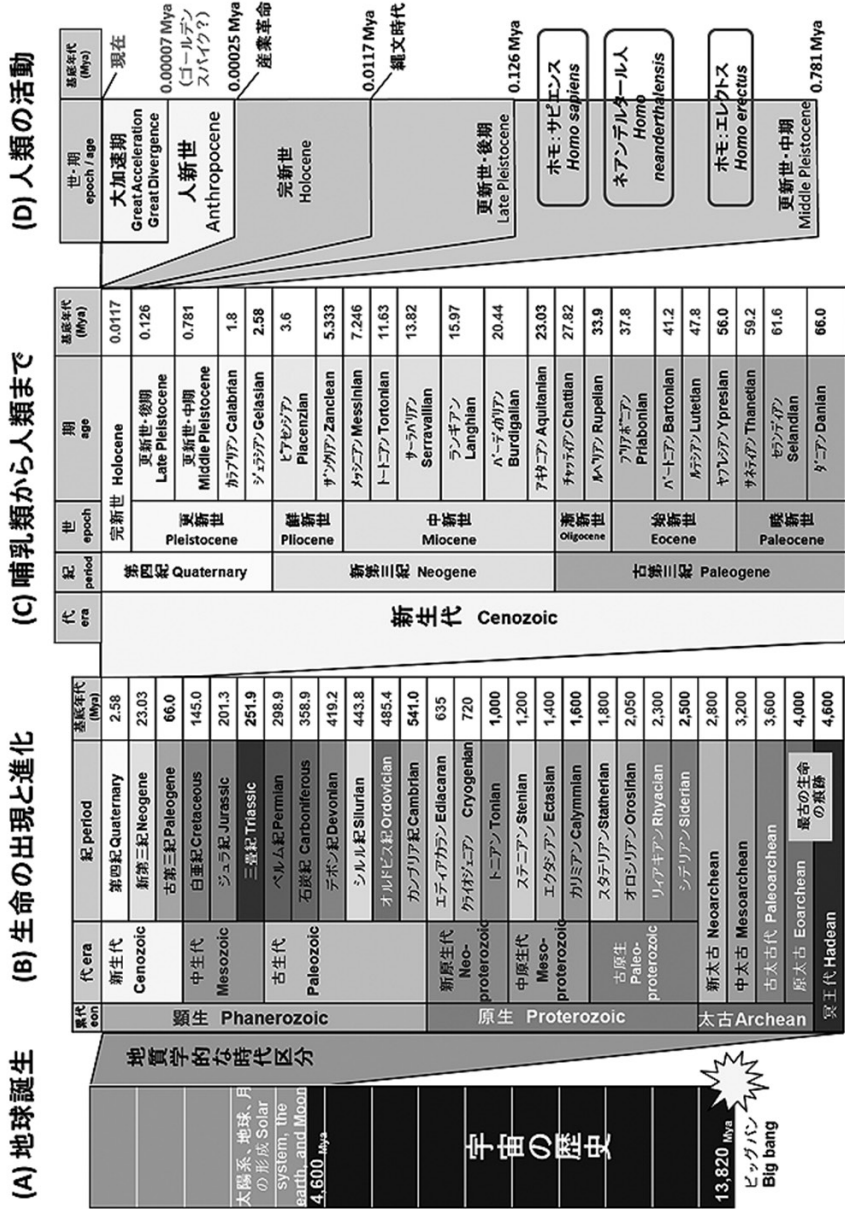 (A) 地球誕生
太陽系、地球、月
の形成 Solar
system, the
earth, and Moon
4,600 Mya
宇宙の歴史
13,820 Mya
ビッグバン
Big bang
地質学的な時代区分
(B) 生命の出現と進化
累代
eon
代 era
紀 period
基底年代
(Mya)
顕生 Phanerozoic
原生 Proterozoic
太古 Archean
新生代
Cenozoic
中生代
Mesozoic
古生代
Paleozoic
新原生代
Neo-
proterozoic
中原生代
Meso-
proterozoic
古原生
Paleo-
proterozoic
第四紀 Quaternary 2.58
新第三紀 Neogene 23.03
古第三紀 Paleogene 66.0
白亜紀 Cretaceous 145.0
ジュラ紀 Jurassic 201.3
三畳紀 Triassic 251.9
ペルム紀 Permian 298.9
石炭紀 Carboniferous 358.9
デボン紀 Devonian 419.2
シルル紀 Silurian 443.8
オルドビス紀 Ordovician 485.4
カンブリア紀 Cambrian 541.0
エディアカラン Ediacaran 635
クライオジェニアン Cryogenian 720
トニアン Tonian 1,000
ステニアン Stenian 1,200
エクタシアン Ectasian 1,400
カリミアン Calymmian 1,600
スタテリアン Statherian 1,800
オロシリアン Orosirian 2,050
リィアキアン Rhyacian 2,300
シデリアン Siderian 2,500
新太古 Neoarchean 2,800
中太古 Mesoarchean 3,200
古太古代 Paleoarchean 3,600
原太古 Eoarchean 4,000
冥王代 Hadean 4,600
最古の生命
の痕跡
(C) 哺乳類から人類まで
代
era
紀
period
世
epoch
期
age
基底年代
(Mya)
新生代 Cenozoic
第四紀 Quaternary
新第三紀 Neogene
古第三紀 Paleogene
更新世
Pleistocene
鮮新世
Pliocene
中新世
Miocene
漸新世
Oligocene
始新世
Eocene
暁新世
Paleocene
完新世 Holocene 0.0117
更新世・後期
Late Pleistocene 0.126
更新世・中期
Middle Pleistocene 0.781
カラブリアン Calabrian 1.8
ジェラシアン Gelasian 2.58
ピアセンジアン
Piacenzian 3.6
ザンクリアン Zanclean 5.333
メッシニアン Messinian 7.246
トートニアン Tortonian 11.63
サーラバリアン
Serravallian 13.82
ランギアン
Langhian 15.97
バーディガリアン
Burdigalian 20.44
アキタニアン Aquitanian 23.03
チャッティアン Chattian 27.82
ルペリアン Rupelian 33.9
プリアボニアン
Priabonian 37.8
バートニアン Bartonian 41.2
ルテシアン Lutetian 47.8
ヤプレシアン Ypresian 56.0
サネティアン Thanetian 59.2
セランディアン
Selandian 61.6
ダニアン Danian 66.0
(D) 人類の活動
世・期
epoch / age
基底年代
(Mya)
大加速期
Great Acceleration
Great Divergence
人新世
Anthropocene
完新世
Holocene
更新世・後期
Late Pleistocene
更新世・中期
Middle Pleistocene
ホモ:サピエンス
Homo sapiens
ネアンデルタール人
Homo
neanderthalensis
ホモ:エレクトス
Homo erectus
現在
0.00007 Mya
(ゴールデン
スパイク?)
0.00025 Mya
産業革命
0.0117 Mya
縄文時代
0.126 Mya
0.781 Mya